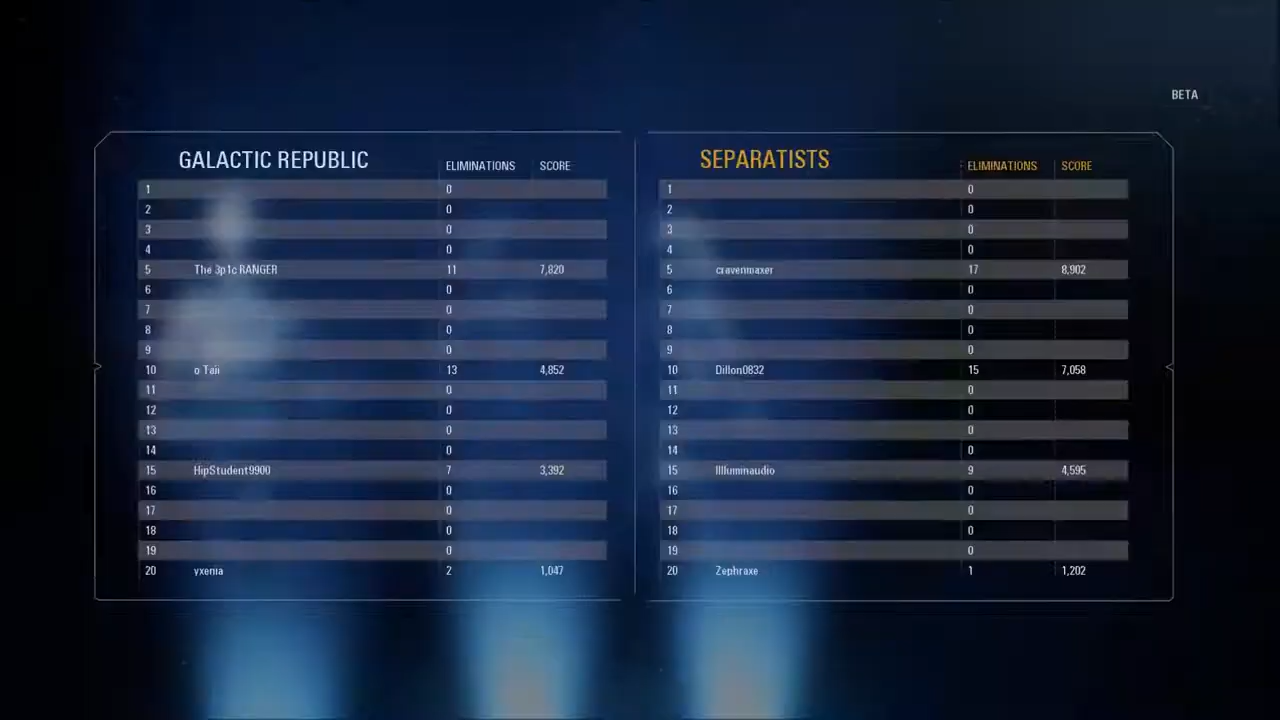 BETA
GALACTIC REPUBLIC ELIMINATIONS SCORE
1 0
2 0
3 0
4 0
5 The 3p1c RANGER 11 7,820
6 0
7 0
8 0
9 0
10 o Taii 13 4,852
11 0
12 0
13 0
14 0
15 HipStudent9900 7 3,392
16 0
17 0
18 0
19 0
20 yxenia 2 1,047
SEPARATISTS ELIMINATIONS SCORE
1 0
2 0
3 0
4 0
5 cravenmaxer 17 8,902
6 0
7 0
8 0
9 0
10 Dillon0832 15 7,058
11 0
12 0
13 0
14 0
15 Illluminaudio 9 4,595
16 0
17 0
18 0
19 0
20 Zephraxe 1 1,202